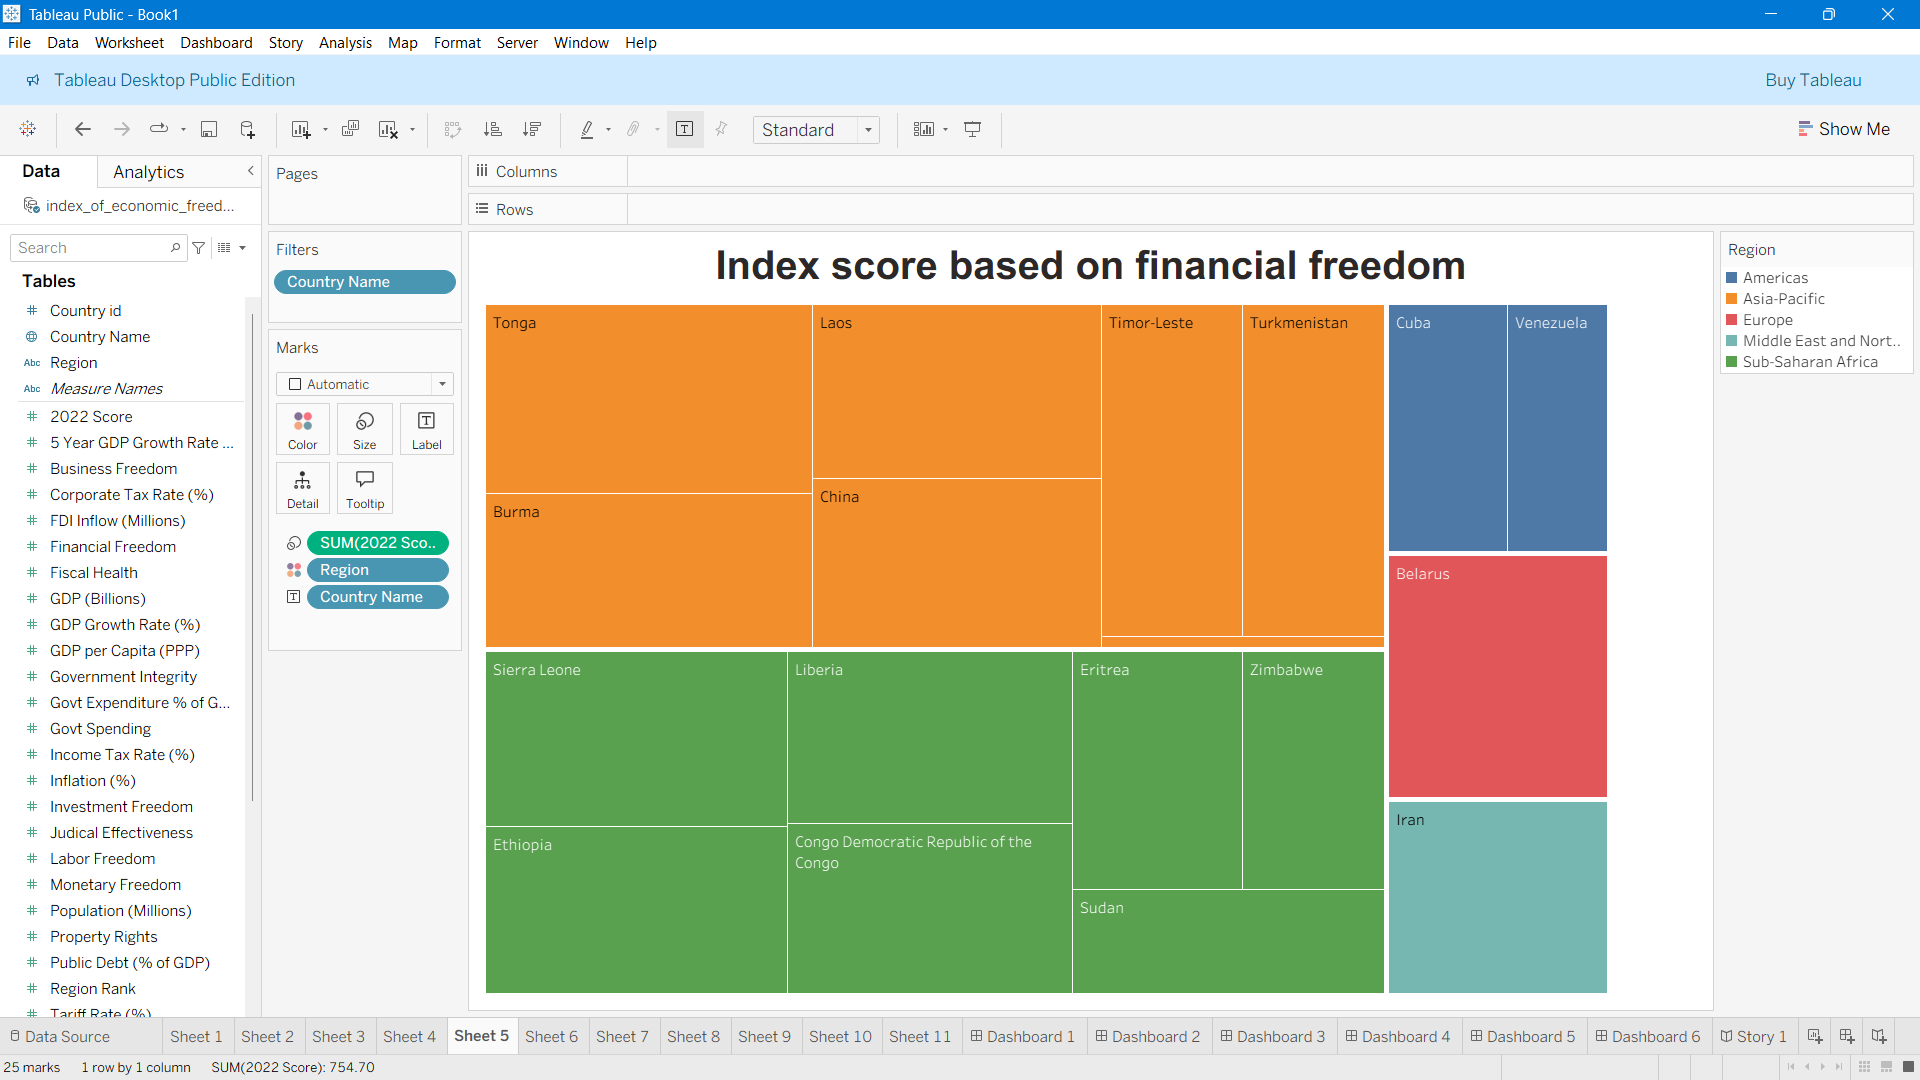 Tableau Public - Book1
File Data Worksheet Dashboard Story Analysis Map Format Server Window Help
Tableau Desktop Public Edition
Buy Tableau
Standard
Show Me
Data
Analytics
index_of_economic_freed...
Search
Tables
Country id
Country Name
Abc Region
Abc Measure Names
2022 Score
5 Year GDP Growth Rate ...
Business Freedom
Corporate Tax Rate (%)
FDI Inflow (Millions)
Financial Freedom
Fiscal Health
GDP (Billions)
GDP Growth Rate (%)
GDP per Capita (PPP)
Government Integrity
Govt Expenditure % of G...
Govt Spending
Income Tax Rate (%)
Inflation (%)
Investment Freedom
Judical Effectiveness
Labor Freedom
Monetary Freedom
Population (Millions)
Property Rights
Public Debt (% of GDP)
Region Rank
Tariff Rate (%)
Pages
Filters
Country Name
Marks
Automatic
Color
Size
Label
Detail
Tooltip
SUM(2022 Sco..
Region
Country Name
Columns
Rows
Index score based on financial freedom
Tonga
Laos
Timor-Leste
Turkmenistan
Cuba
Venezuela
Burma
China
Belarus
Sierra Leone
Liberia
Eritrea
Zimbabwe
Iran
Ethiopia
Congo Democratic Republic of the
Congo
Sudan
Region
Americas
Asia-Pacific
Europe
Middle East and Nort..
Sub-Saharan Africa
Data Source
Sheet 1
Sheet 2
Sheet 3
Sheet 4
Sheet 5
Sheet 6
Sheet 7
Sheet 8
Sheet 9
Sheet 10
Sheet 11
Dashboard 1
Dashboard 2
Dashboard 3
Dashboard 4
Dashboard 5
Dashboard 6
Story 1
25 marks
1 row by 1 column
SUM(2022 Score): 754.70